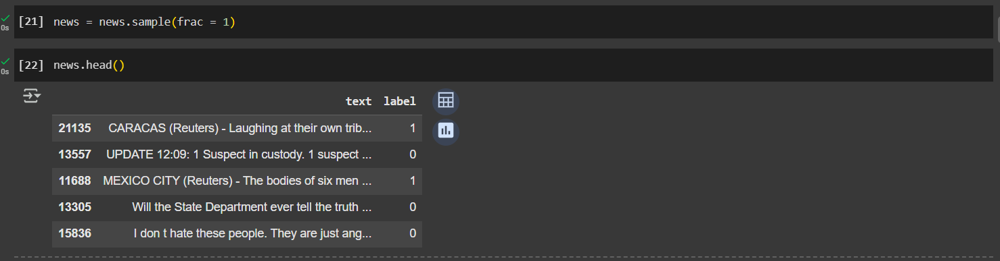 [21] news = news.sample(frac = 1)
0s
[22] news.head()
0s
text label
21135 CARACAS (Reuters) - Laughing at their own trib... 1
13557 UPDATE 12:09: 1 Suspect in custody. 1 suspect ... 0
11688 MEXICO CITY (Reuters) - The bodies of six men ... 1
13305 Will the State Department ever tell the truth ... 0
15836 I don t hate these people. They are just ang... 0